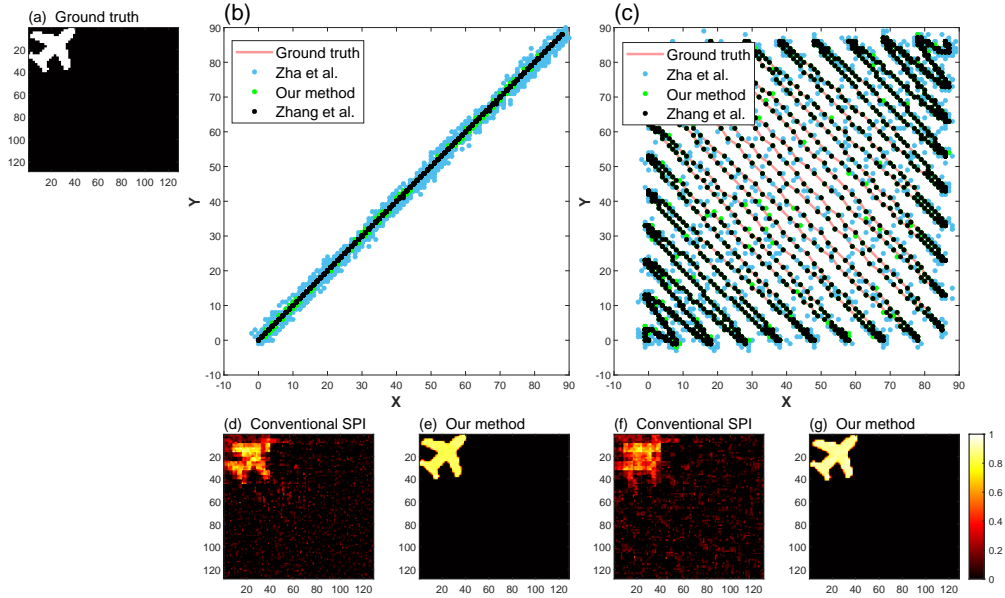 (a) Ground truth
20
40
60
80
100
120
20 40 60 80 100 120
(b)
90
80
70
60
50
40
30
20
10
0
-10
-10 0 10 20 30 40 50 60 70 80 90
X
Y
Ground truth
Zha et al.
Our method
Zhang et al.
(c)
90
80
70
60
50
40
30
20
10
0
-10
-10 0 10 20 30 40 50 60 70 80 90
X
Y
Ground truth
Zha et al.
Our method
Zhang et al.
(d) Conventional SPI
20
40
60
80
100
120
20 40 60 80 100 120
(e) Our method
20
40
60
80
100
120
20 40 60 80 100 120
(f) Conventional SPI
20
40
60
80
100
120
20 40 60 80 100 120
(g) Our method
20
40
60
80
100
120
20 40 60 80 100 120
1
0.8
0.6
0.4
0.2
0